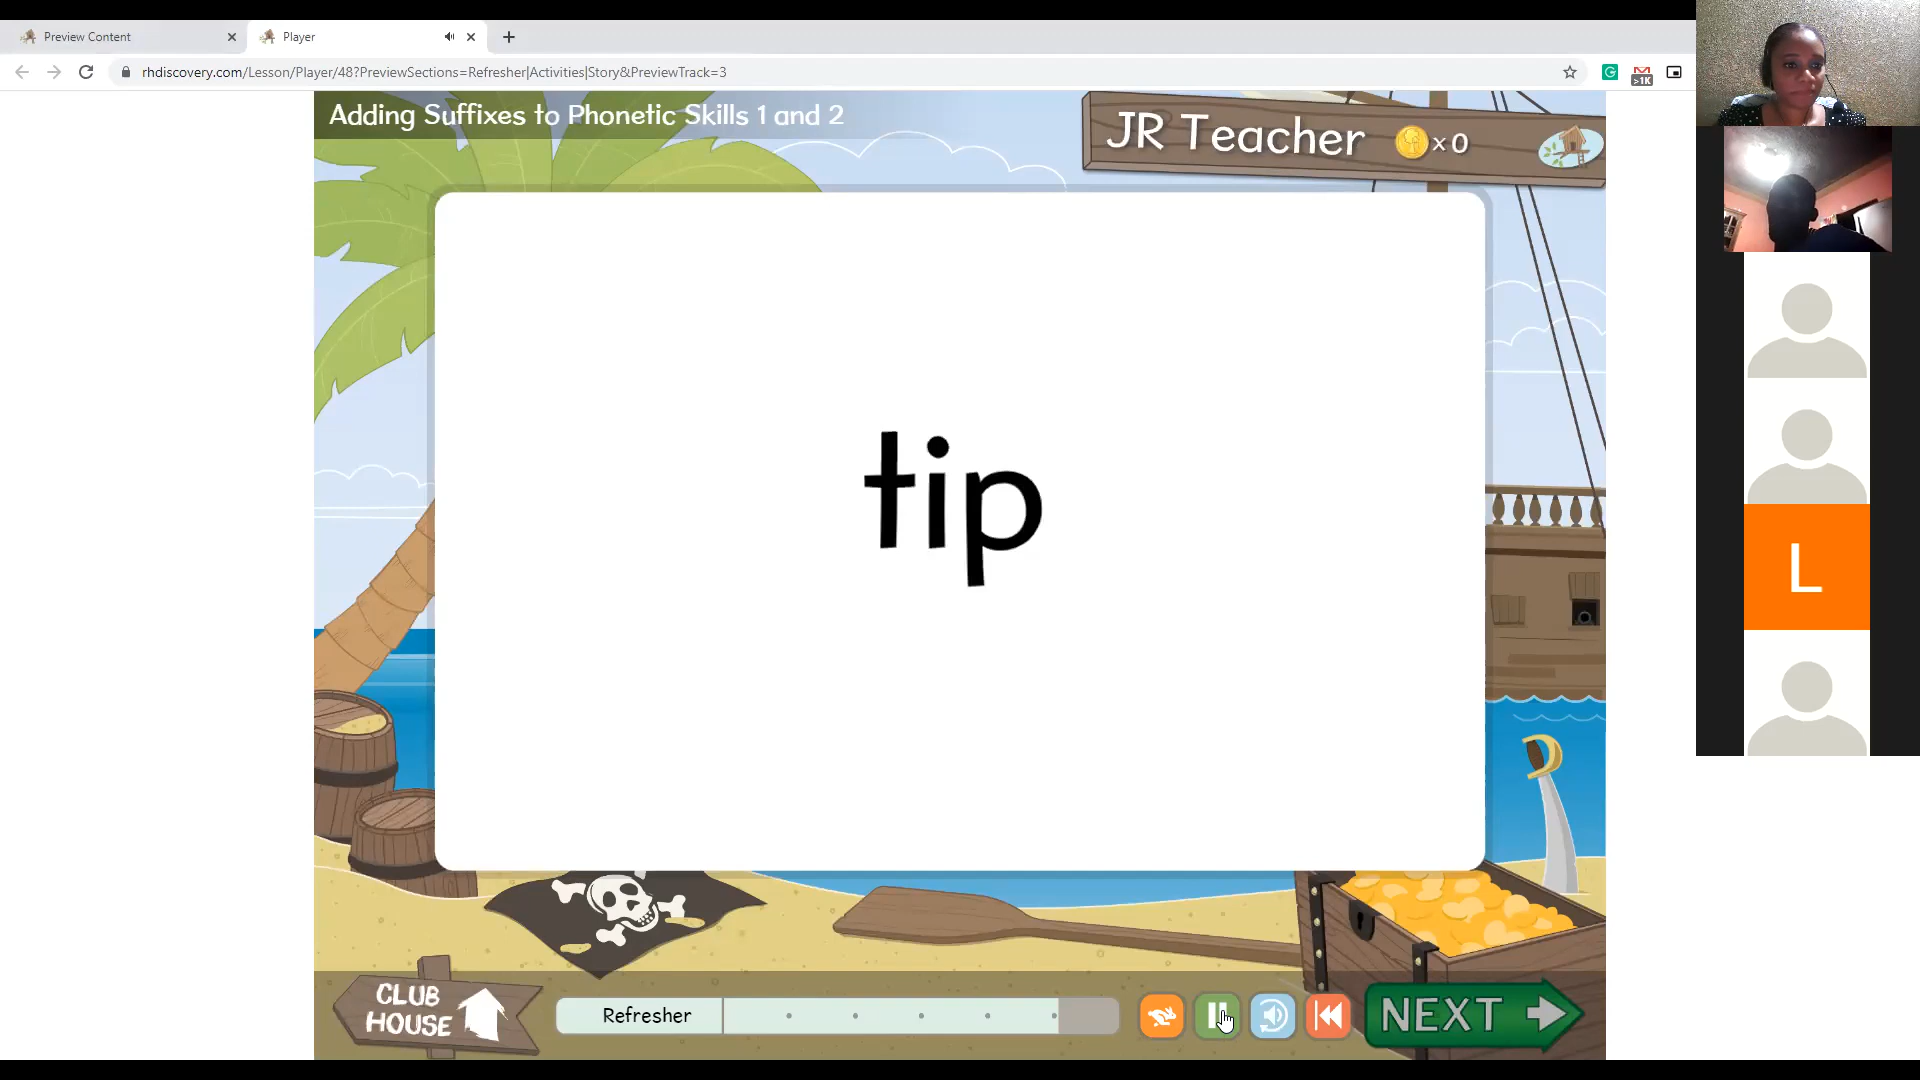 Preview Content
Player
rhdiscovery.com/Lesson/Player/48?PreviewSections=Refresher|Activities|Story&PreviewTrack=3
>1K
Adding Suffixes to Phonetic Skills 1 and 2
JR Teacher
x 0
tip
L
CLUB
HOUSE
Refresher
NEXT